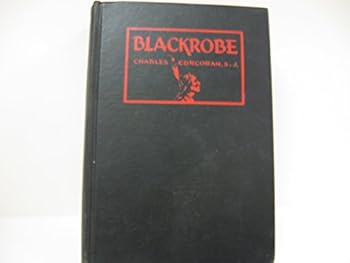 BLACKROBE
CHARLES CORCORAN, S.J.